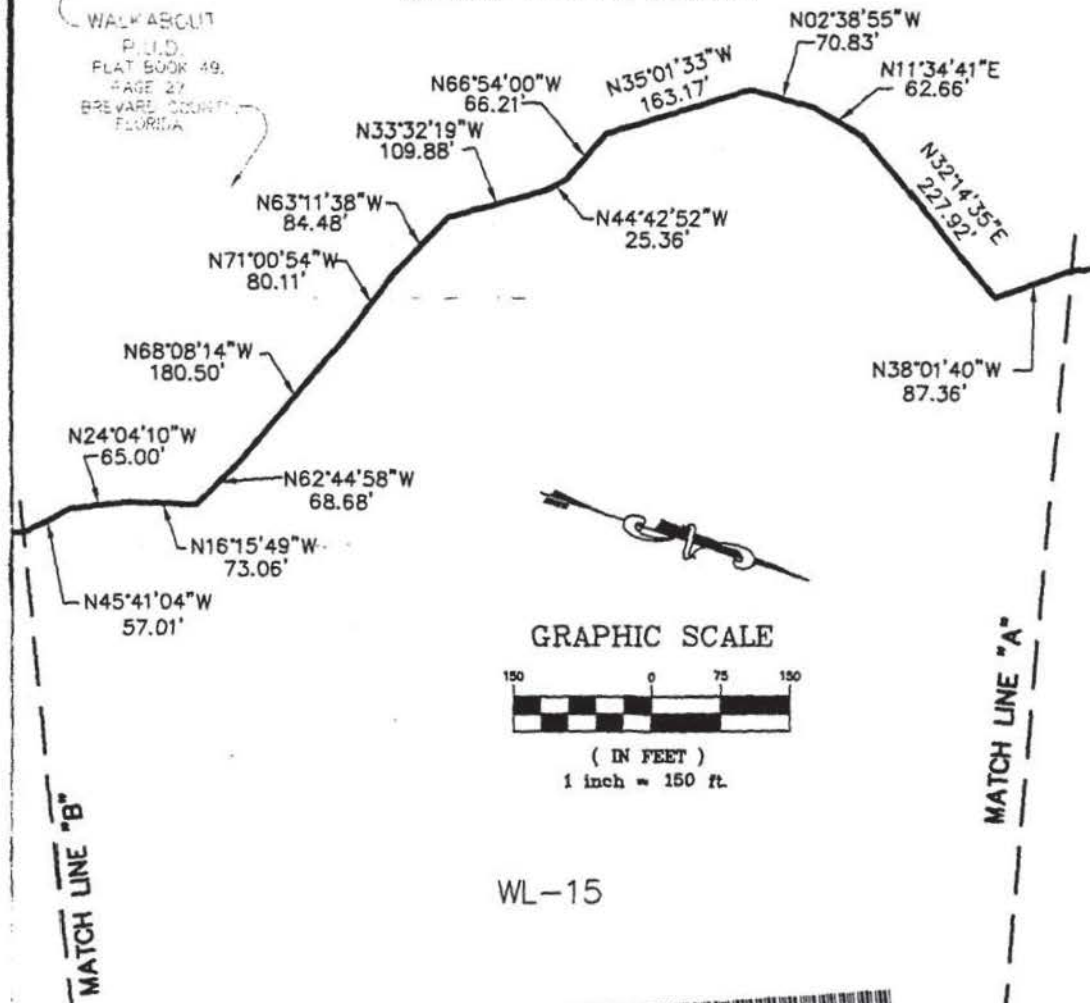 WALKABOUT
P.U.D.
PLAT BOOK 49,
PAGE 27
BREVARD COUNTY,
FLORIDA
N02°38'55"W
70.83'
N11°34'41"E
62.66'
N35°01'33"W
163.17'
N66°54'00"W
66.21'
N33°32'19"W
109.88'
N32°14'35"E
227.92'
N63°11'38"W
84.48'
N44°42'52"W
25.36'
N71°00'54"W
80.11'
N68°08'14"W
180.50'
N38°01'40"W
87.36'
N24°04'10"W
65.00'
N62°44'58"W
68.68'
N16°15'49"W
73.06'
N45°41'04"W
57.01'
GRAPHIC SCALE
150 0 75 150
( IN FEET )
1 inch = 150 ft.
MATCH LINE "A"
MATCH LINE "B"
WL-15